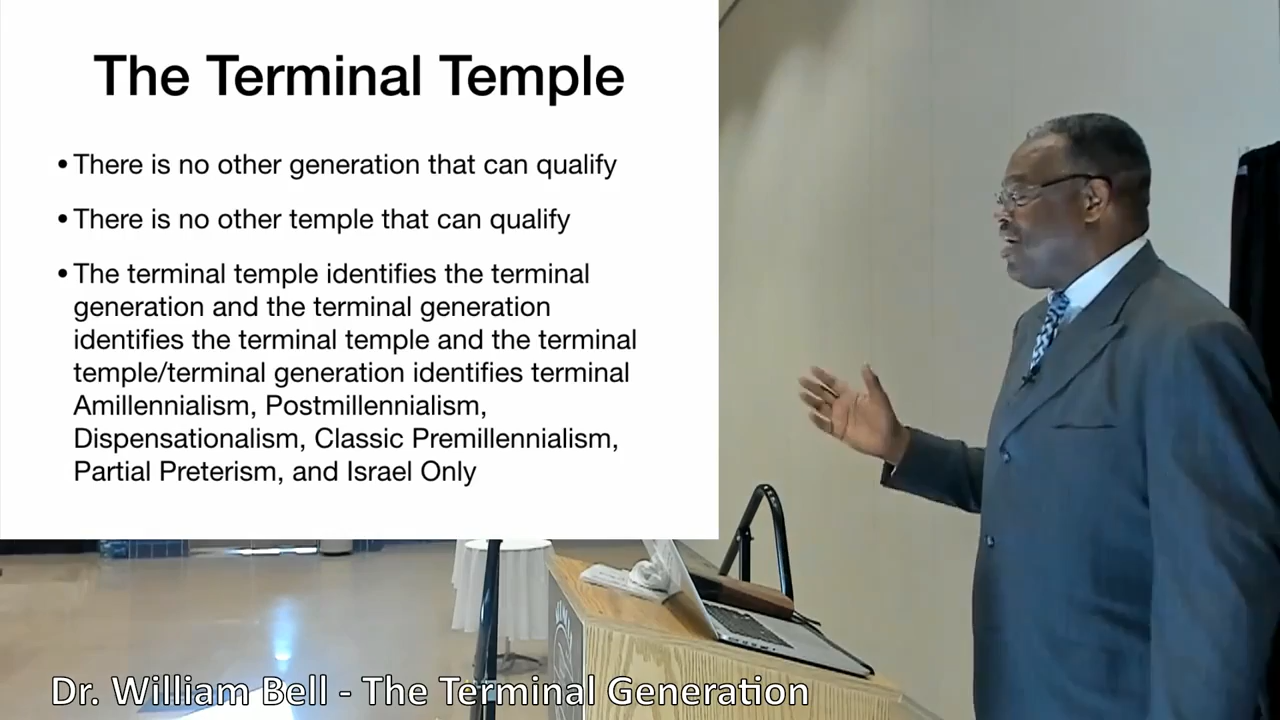 The Terminal Temple
• There is no other generation that can qualify
• There is no other temple that can qualify
• The terminal temple identifies the terminal
generation and the terminal generation
identifies the terminal temple and the terminal
temple/terminal generation identifies terminal
Amillennialism, Postmillennialism,
Dispensationalism, Classic Premillennialism,
Partial Preterism, and Israel Only
Dr. William Bell - The Terminal Generation